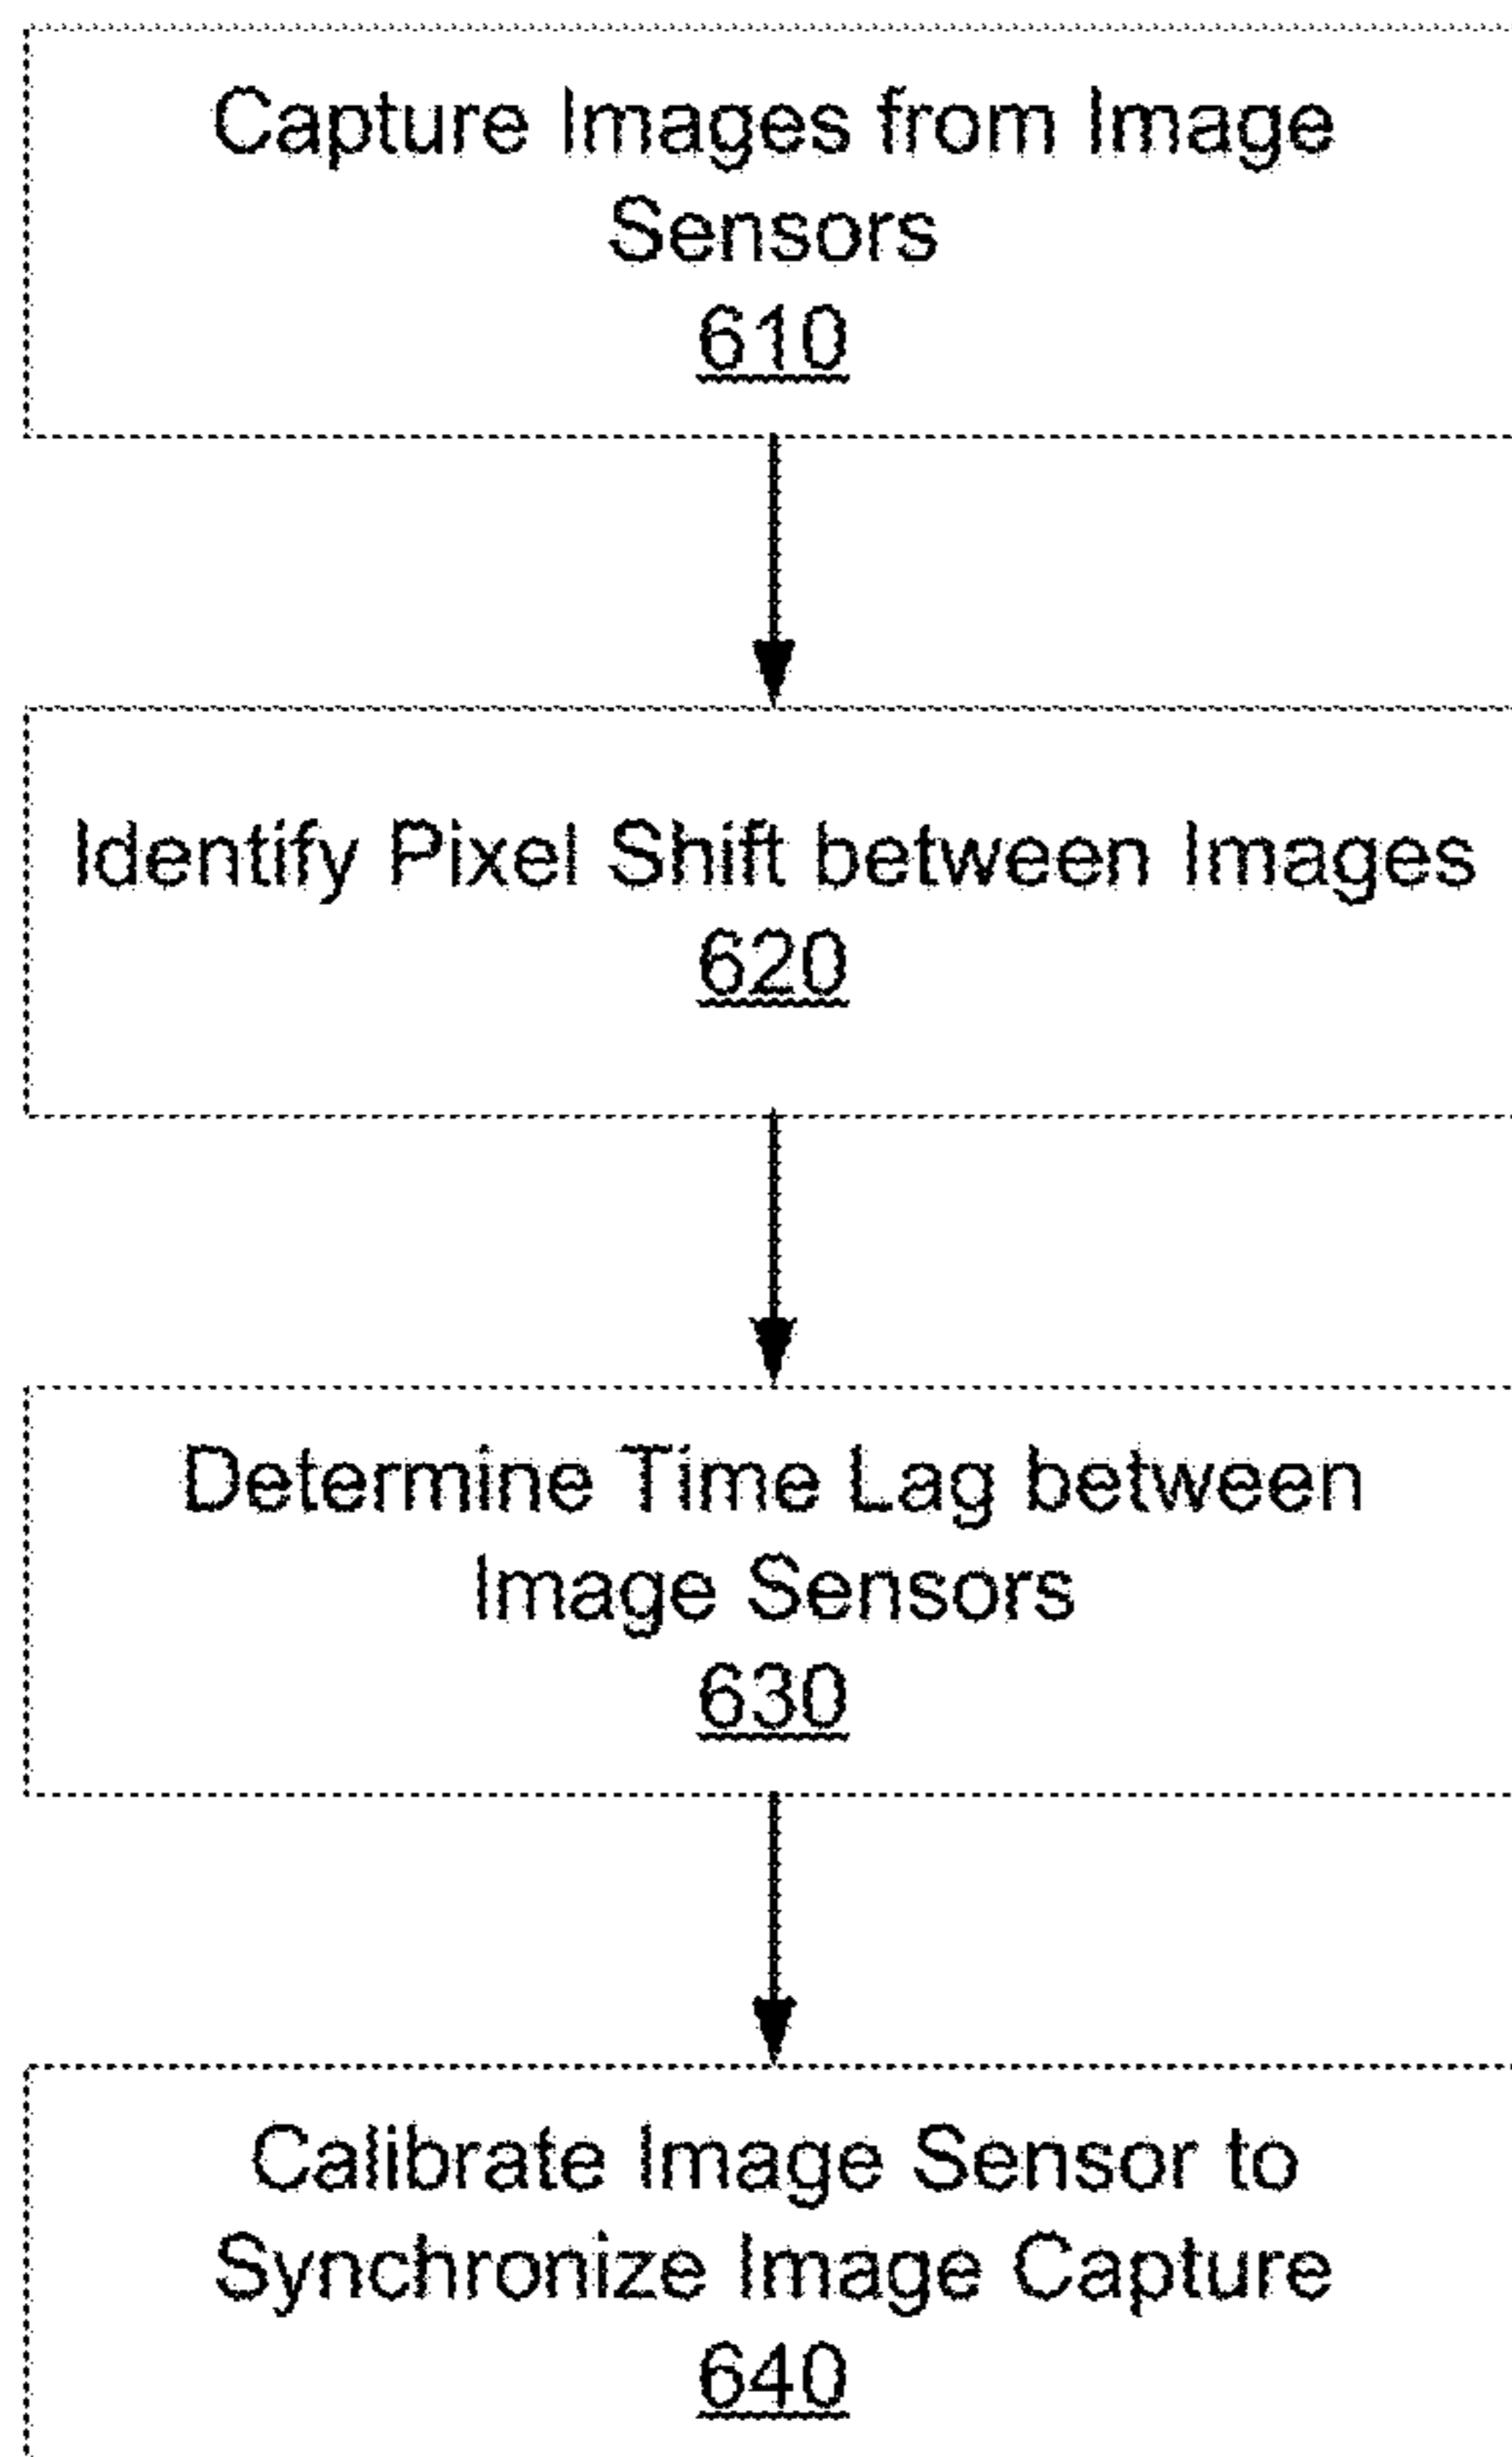 Capture Images from Image
Sensors
610
Identify Pixel Shift between Images
620
Determine Time Lag between
Image Sensors
630
Calibrate Image Sensor to
Synchronize Image Capture
640